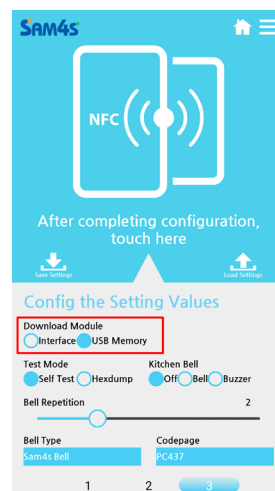 SAM4S
NFC
After completing configuration,
touch here
Save Settings Load Settings
Config the Setting Values
Download Module
Interface USB Memory
Test Mode Kitchen Bell
Self Test Hexdump Off Bell Buzzer
Bell Repetition 2
Bell Type Codepage
Sam4s Bell PC437
1 2 3